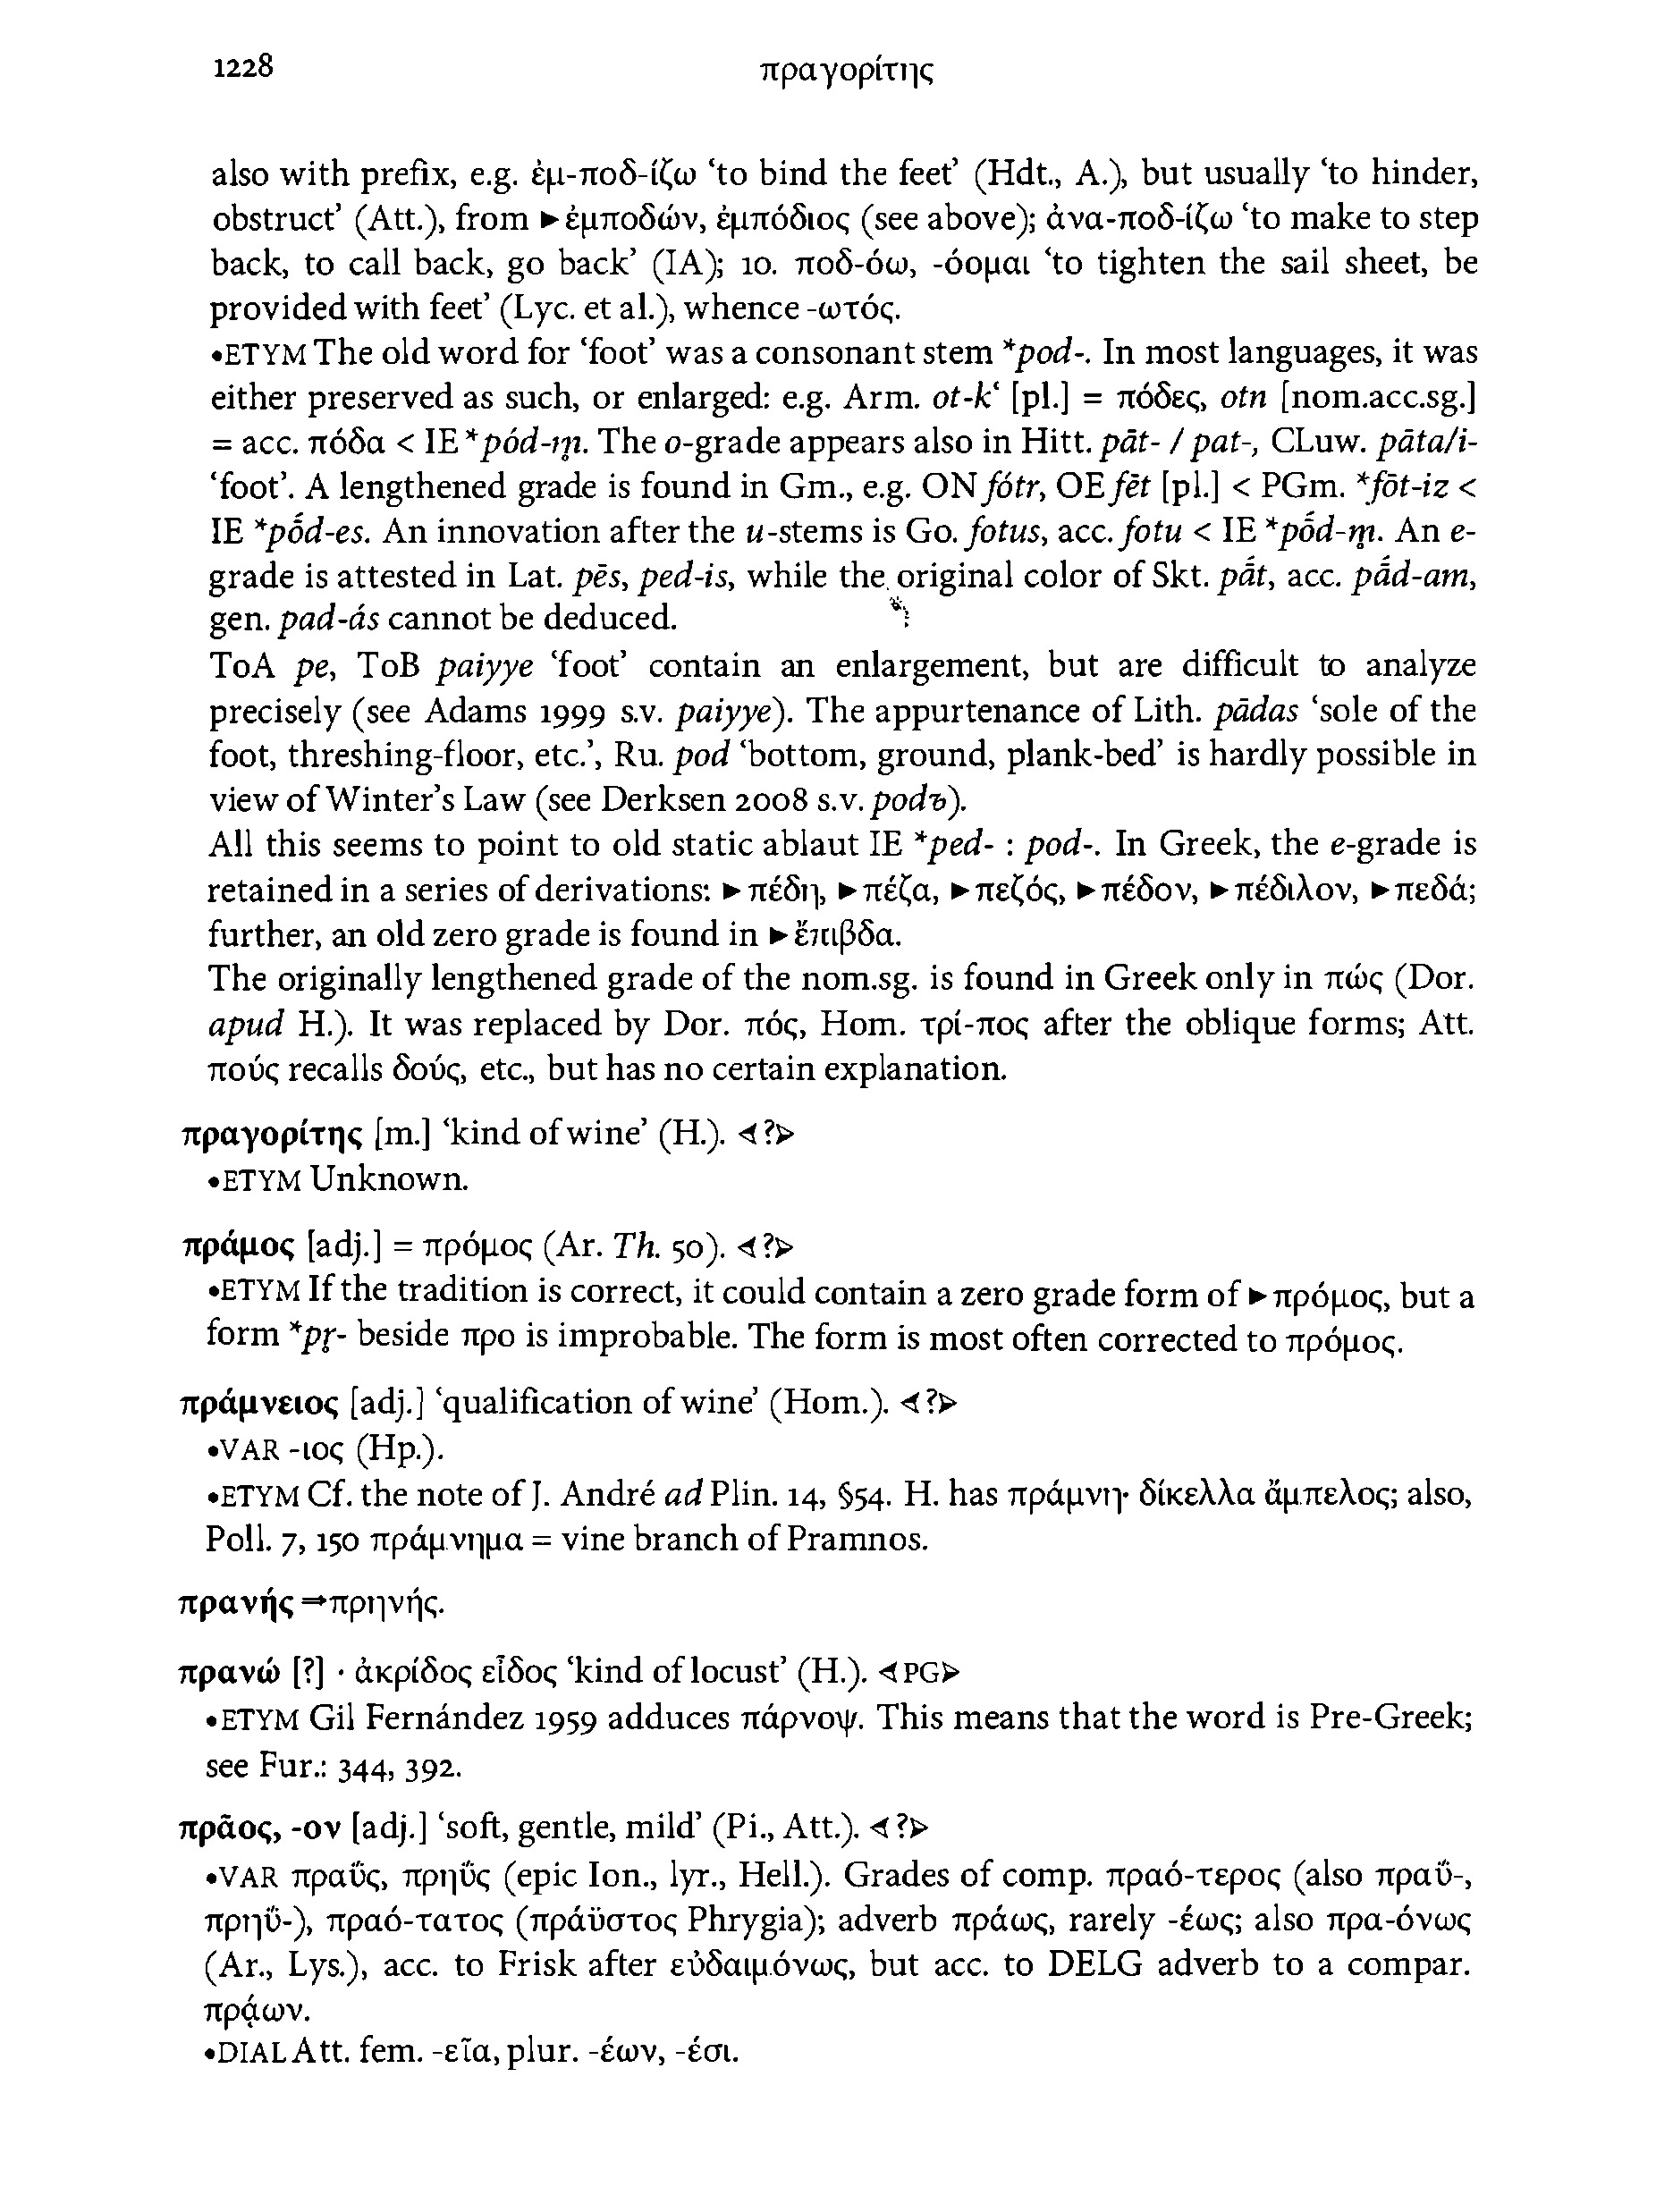 1228 πραγορίτης
also with prefix, e.g. ἐμ-ποδ-ίζω ‘to bind the feet’ (Hdt., A.), but usually ‘to hinder,
obstruct’ (Att.), from ►ἐμποδών, ἐμπόδιος (see above); ἀνα-ποδ-ίζω ‘to make to step
back, to call back, go back’ (IA); 10. ποδ-όω, -όομαι ‘to tighten the sail sheet, be
provided with feet’ (Lyc. et al.), whence -ωτός.
•ETYM The old word for ‘foot’ was a consonant stem *pod-. In most languages, it was
either preserved as such, or enlarged: e.g. Arm. ot-kʻ [pl.] = πόδες, otn [nom.acc.sg.]
= acc. πόδα < IE *pód-m̥. The o-grade appears also in Hitt. pāt- / pat-, CLuw. pāta/i-
‘foot’. A lengthened grade is found in Gm., e.g. ON fótr, OE fēt [pl.] < PGm. *fōt-iz <
IE *pṓd-es. An innovation after the u-stems is Go. fotus, acc. fotu < IE *pṓd-m̥. An e-
grade is attested in Lat. pēs, ped-is, while the original color of Skt. pā́t, acc. pā́d-am,
gen. pad-ás cannot be deduced.
ToA pe, ToB paiyye ‘foot’ contain an enlargement, but are difficult to analyze
precisely (see Adams 1999 s.v. paiyye). The appurtenance of Lith. pãdas ‘sole of the
foot, threshing-floor, etc.’, Ru. pod ‘bottom, ground, plank-bed’ is hardly possible in
view of Winter’s Law (see Derksen 2008 s.v. podъ).
All this seems to point to old static ablaut IE *ped- : pod-. In Greek, the e-grade is
retained in a series of derivations: ►πέδη, ►πέζα, ►πεζός, ►πέδον, ►πέδιλον, ►πεδά;
further, an old zero grade is found in ►ἔπιβδα.
The originally lengthened grade of the nom.sg. is found in Greek only in πώς (Dor.
apud H.). It was replaced by Dor. πός, Hom. τρί-πος after the oblique forms; Att.
πούς recalls δούς, etc., but has no certain explanation.
πραγορίτης [m.] ‘kind of wine’ (H.). ⊲?⊳
•ETYM Unknown.
πράμος [adj.] = πρόμος (Ar. Th. 50). ⊲?⊳
•ETYM If the tradition is correct, it could contain a zero grade form of ►πρόμος, but a
form *pr̥- beside προ is improbable. The form is most often corrected to πρόμος.
πράμνειος [adj.] ‘qualification of wine’ (Hom.). ⊲?⊳
•VAR -ιος (Hp.).
•ETYM Cf. the note of J. André ad Plin. 14, §54. H. has πράμνη· δίκελλα ἄμπελος; also,
Poll. 7, 150 πράμνημα = vine branch of Pramnos.
πρανής ⇒πρηνής.
πρανώ [?] · ἀκρίδος εἶδος ‘kind of locust’ (H.). ⊲PG⊳
•ETYM Gil Fernández 1959 adduces πάρνοψ. This means that the word is Pre-Greek;
see Fur.: 344, 392.
πρᾶος, -ον [adj.] ‘soft, gentle, mild’ (Pi., Att.). ⊲?⊳
•VAR πραΰς, πρηΰς (epic Ion., lyr., Hell.). Grades of comp. πραό-τερος (also πραΰ-,
πρηΰ-), πραό-τατος (πράϋστος Phrygia); adverb πράως, rarely -έως; also πρα-όνως
(Ar., Lys.), acc. to Frisk after εὐδαιμόνως, but acc. to DELG adverb to a compar.
πρᾴων.
•DIAL Att. fem. -εῖα, plur. -έων, -έσι.